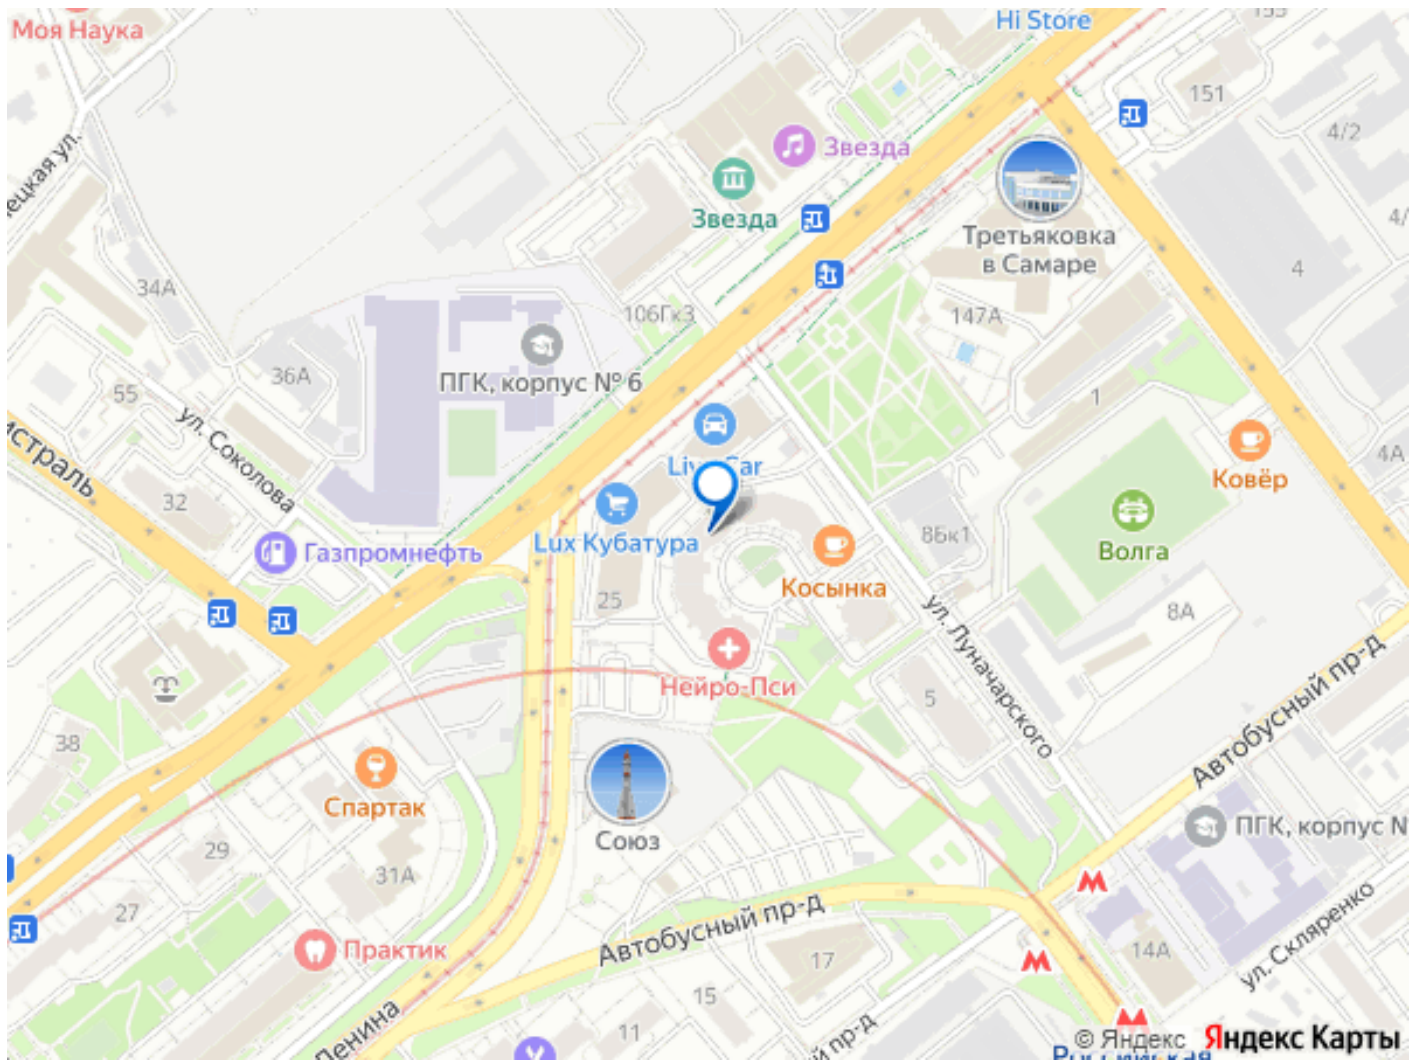 Моя Наука
Hi Store
151
4/2
Звезда
Звезда
Третьяковка
в Самаре
4
34А
106Гк3
147А
36А
ПГК, корпус № 6
55
1
ул. Соколова
Ковёр
4А
32
Lux Кубатура
Газпромнефть
8Бк1
Волга
Косынка
25
8А
ул. Луначарского
Нейро-Пси
5
Автобусный пр-д
38
Спартак
Союз
ПГК, корпус N
29
31А
27
Автобусный пр-д
Практик
17
14А
ул. Скляренко
15
11
Ленина
© Яндекс Яндекс Карты